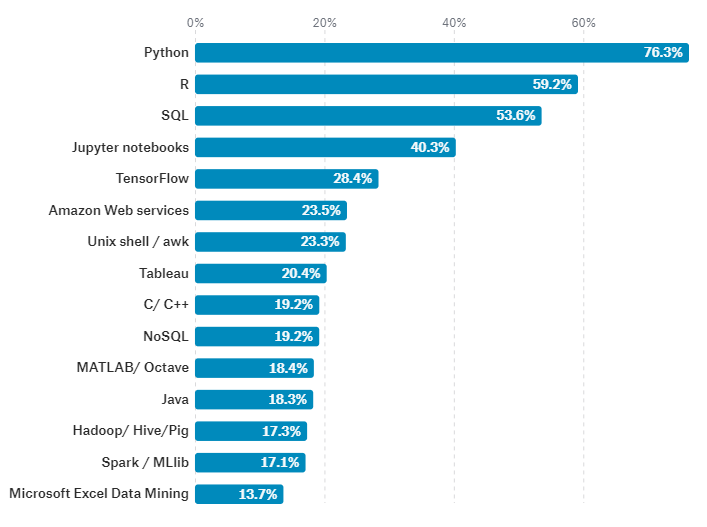 0% 20% 40% 60%
Python 76.3%
R 59.2%
SQL 53.6%
Jupyter notebooks 40.3%
TensorFlow 28.4%
Amazon Web services 23.5%
Unix shell / awk 23.3%
Tableau 20.4%
C/ C++ 19.2%
NoSQL 19.2%
MATLAB/ Octave 18.4%
Java 18.3%
Hadoop/ Hive/Pig 17.3%
Spark / MLlib 17.1%
Microsoft Excel Data Mining 13.7%